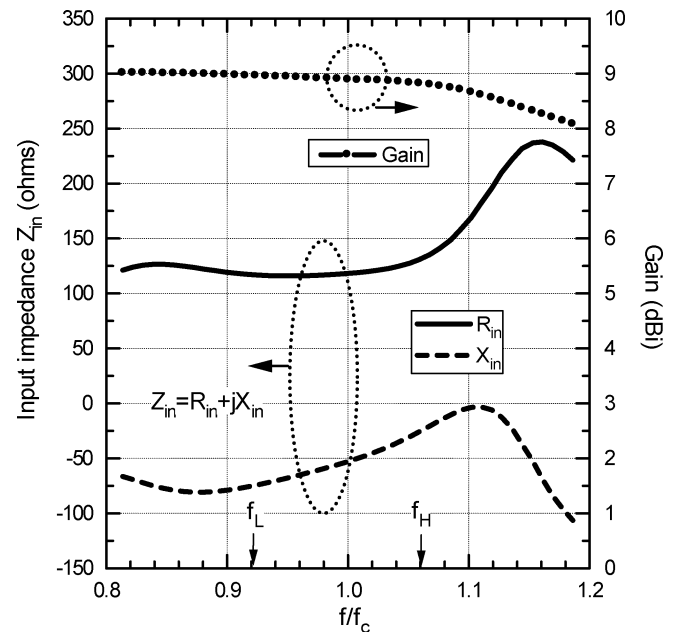 350
300
250
200
150
100
50
0
-50
-100
-150
Input impedance Z_in (ohms)
10
9
8
7
6
5
4
3
2
1
0
Gain (dBi)
Gain
R_in
X_in
Z_in=R_in+jX_in
f_L
f_H
0.8 0.9 1.0 1.1 1.2
f/f_c